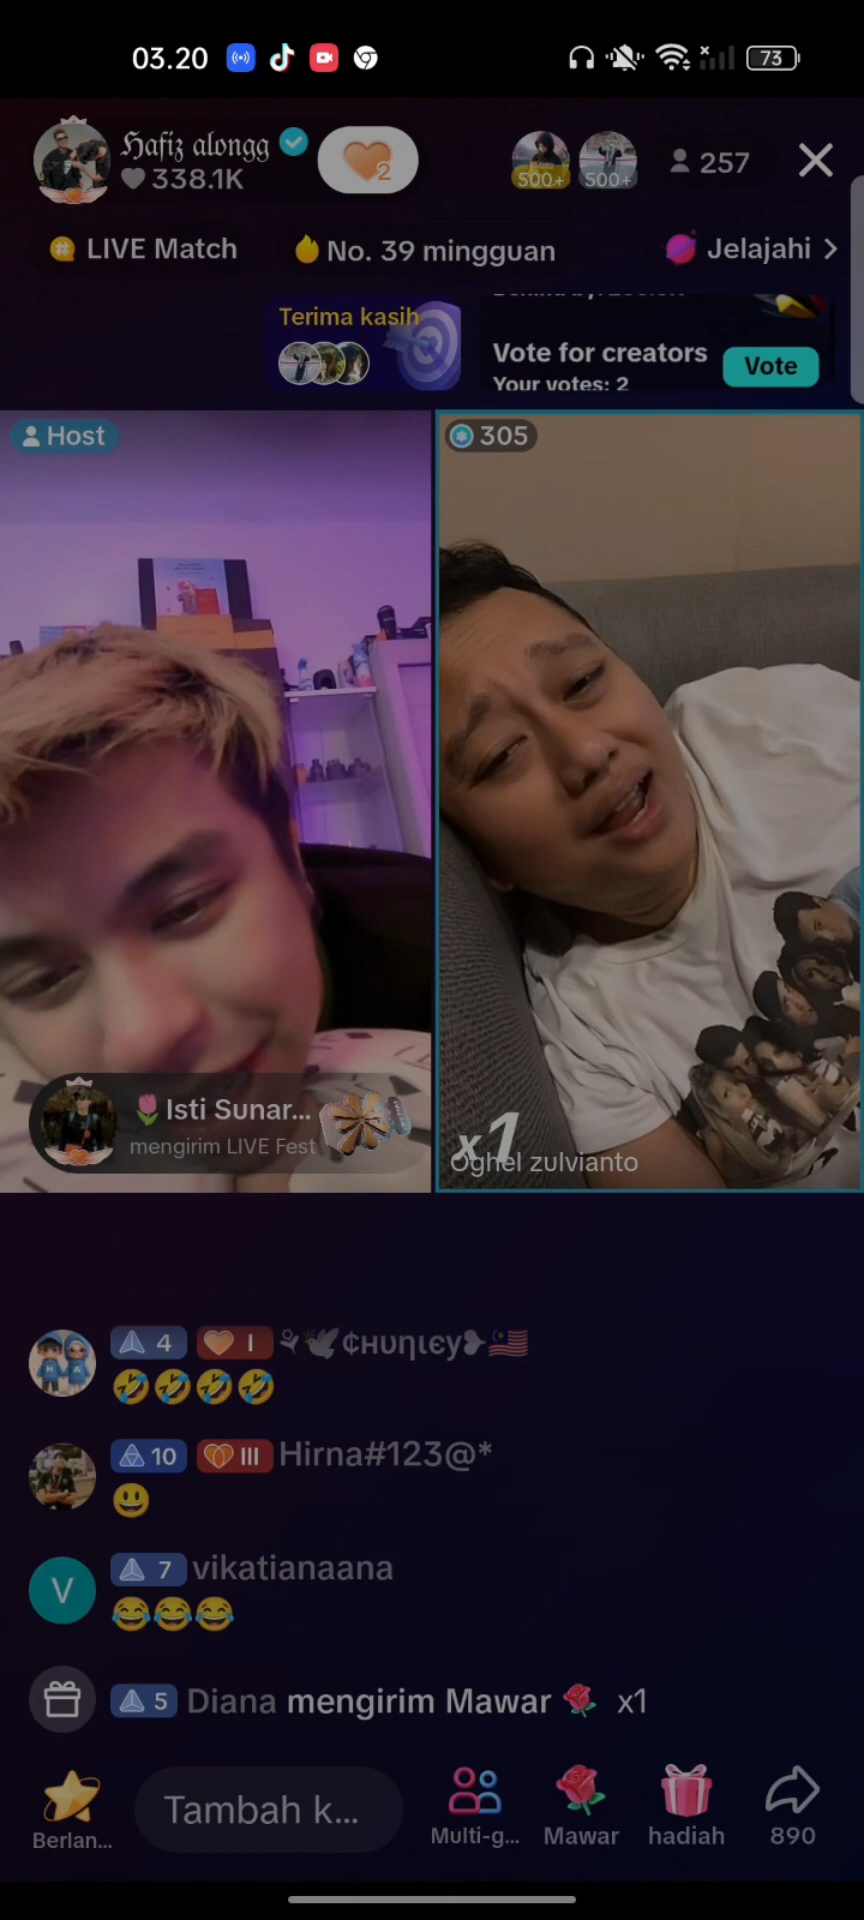 03.20
73
Hafiz alongg
338.1K
2
500+
500+
257
LIVE Match
No. 39 mingguan
Jelajahi >
Terima kasih
Vote for creators
Your votes: 2
Vote
Host
305
Isti Sunar...
mengirim LIVE Fest
x1
Oghel zulvianto
4 I ¢нυηιєу❥🇲🇾
🤣🤣🤣🤣
10 III Hirna#123@*
😃
V
7 vikatianaana
😂😂😂
5 Diana mengirim Mawar 🌹 x1
Tambah k...
Berlan...
Multi-g...
Mawar
hadiah
890